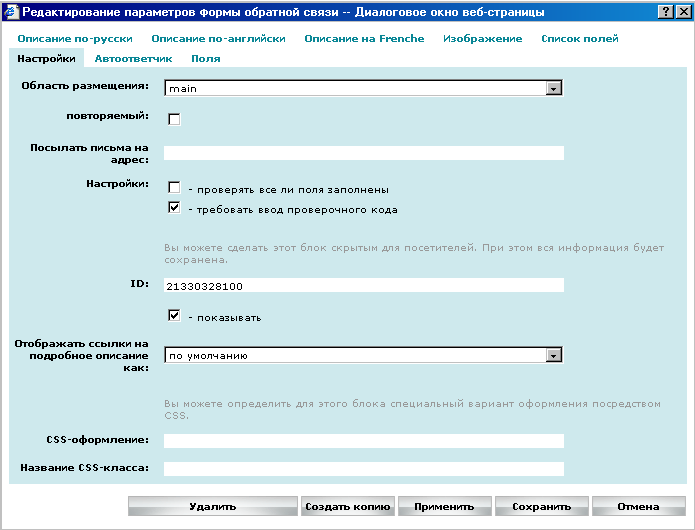 Редактирование параметров формы обратной связи -- Диалоговое окно веб-страницы
Описание по-русски Описание по-английски Описание на Frenche Изображение Список полей
Настройки Автоответчик Поля
Область размещения: main
повторяемый:
Посылать письма на
адрес:
Настройки: - проверять все ли поля заполнены
- требовать ввод проверочного кода
Вы можете сделать этот блок скрытым для посетителей. При этом вся информация будет
сохранена.
ID: 21330328100
- показывать
Отображать ссылки на
подробное описание
как: по умолчанию
Вы можете определить для этого блока специальный вариант оформления посредством
CSS.
CSS-оформление:
Название CSS-класса:
Удалить Создать копию Применить Сохранить Отмена